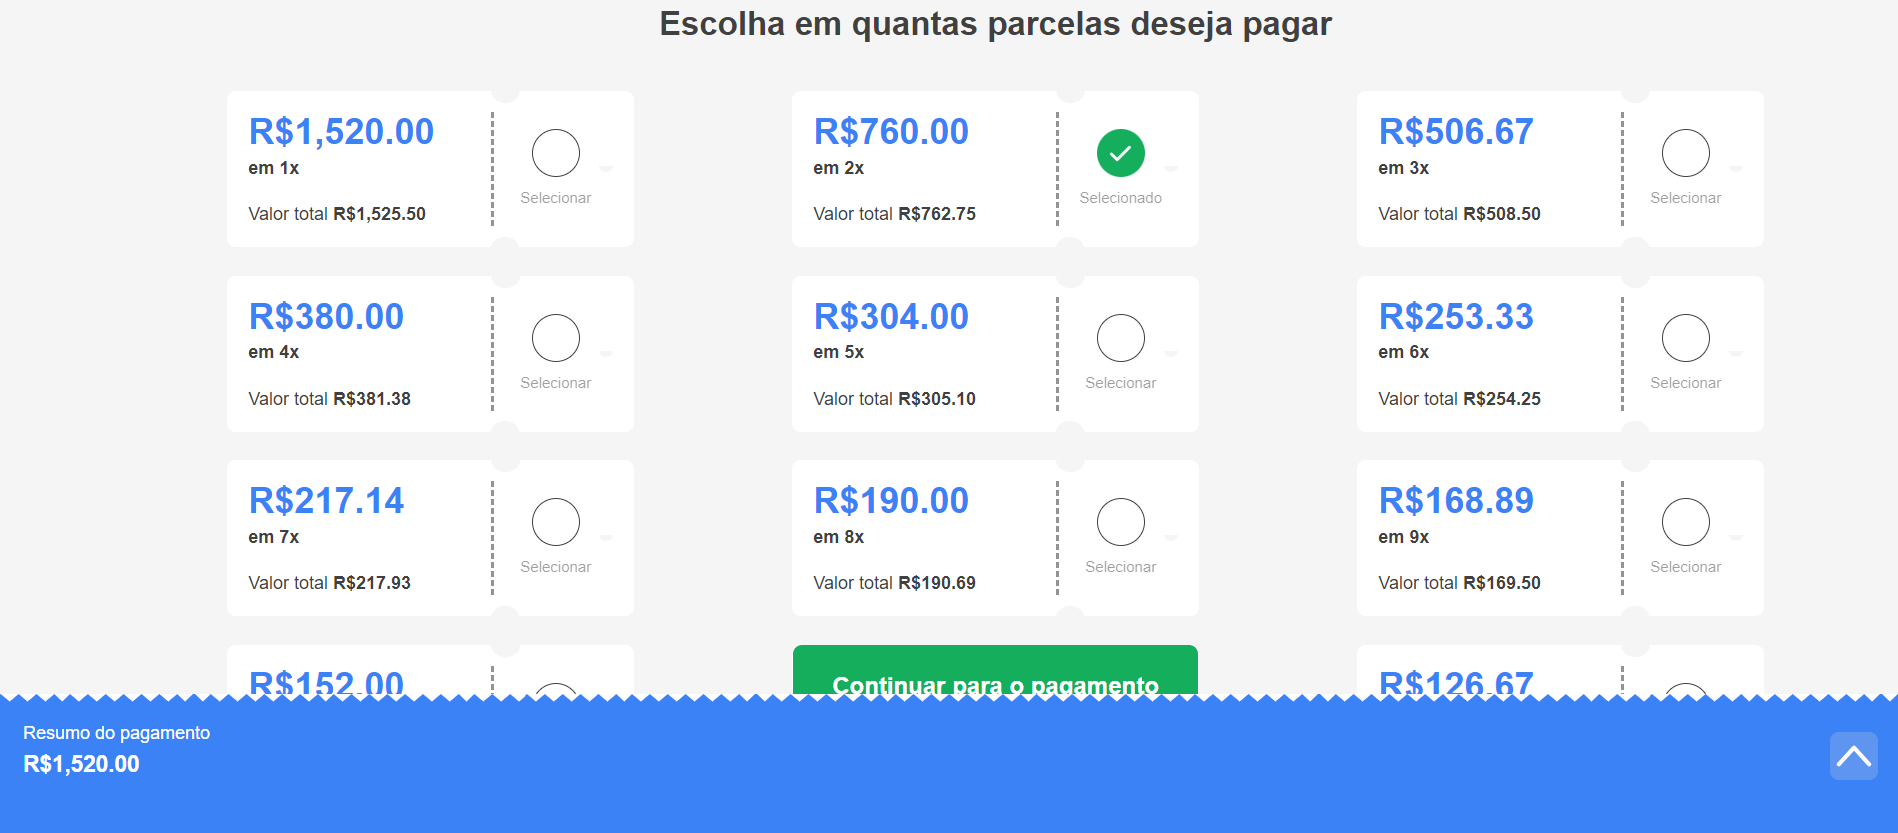 Escolha em quantas parcelas deseja pagar
R$1,520.00
em 1x
Selecionar
Valor total R$1,525.50
R$760.00
em 2x
Selecionado
Valor total R$762.75
R$506.67
em 3x
Selecionar
Valor total R$508.50
R$380.00
em 4x
Selecionar
Valor total R$381.38
R$304.00
em 5x
Selecionar
Valor total R$305.10
R$253.33
em 6x
Selecionar
Valor total R$254.25
R$217.14
em 7x
Selecionar
Valor total R$217.93
R$190.00
em 8x
Selecionar
Valor total R$190.69
R$168.89
em 9x
Selecionar
Valor total R$169.50
R$152.00
Continuar para o pagamento
R$126.67
Resumo do pagamento
R$1,520.00